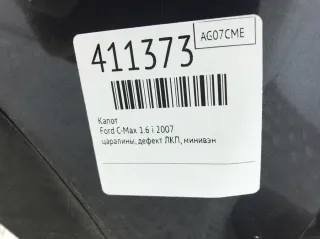 411373
AG07CME
Капот
Ford C-Max 1.6 i 2007
царапины, дефект ЛКП, минивэн